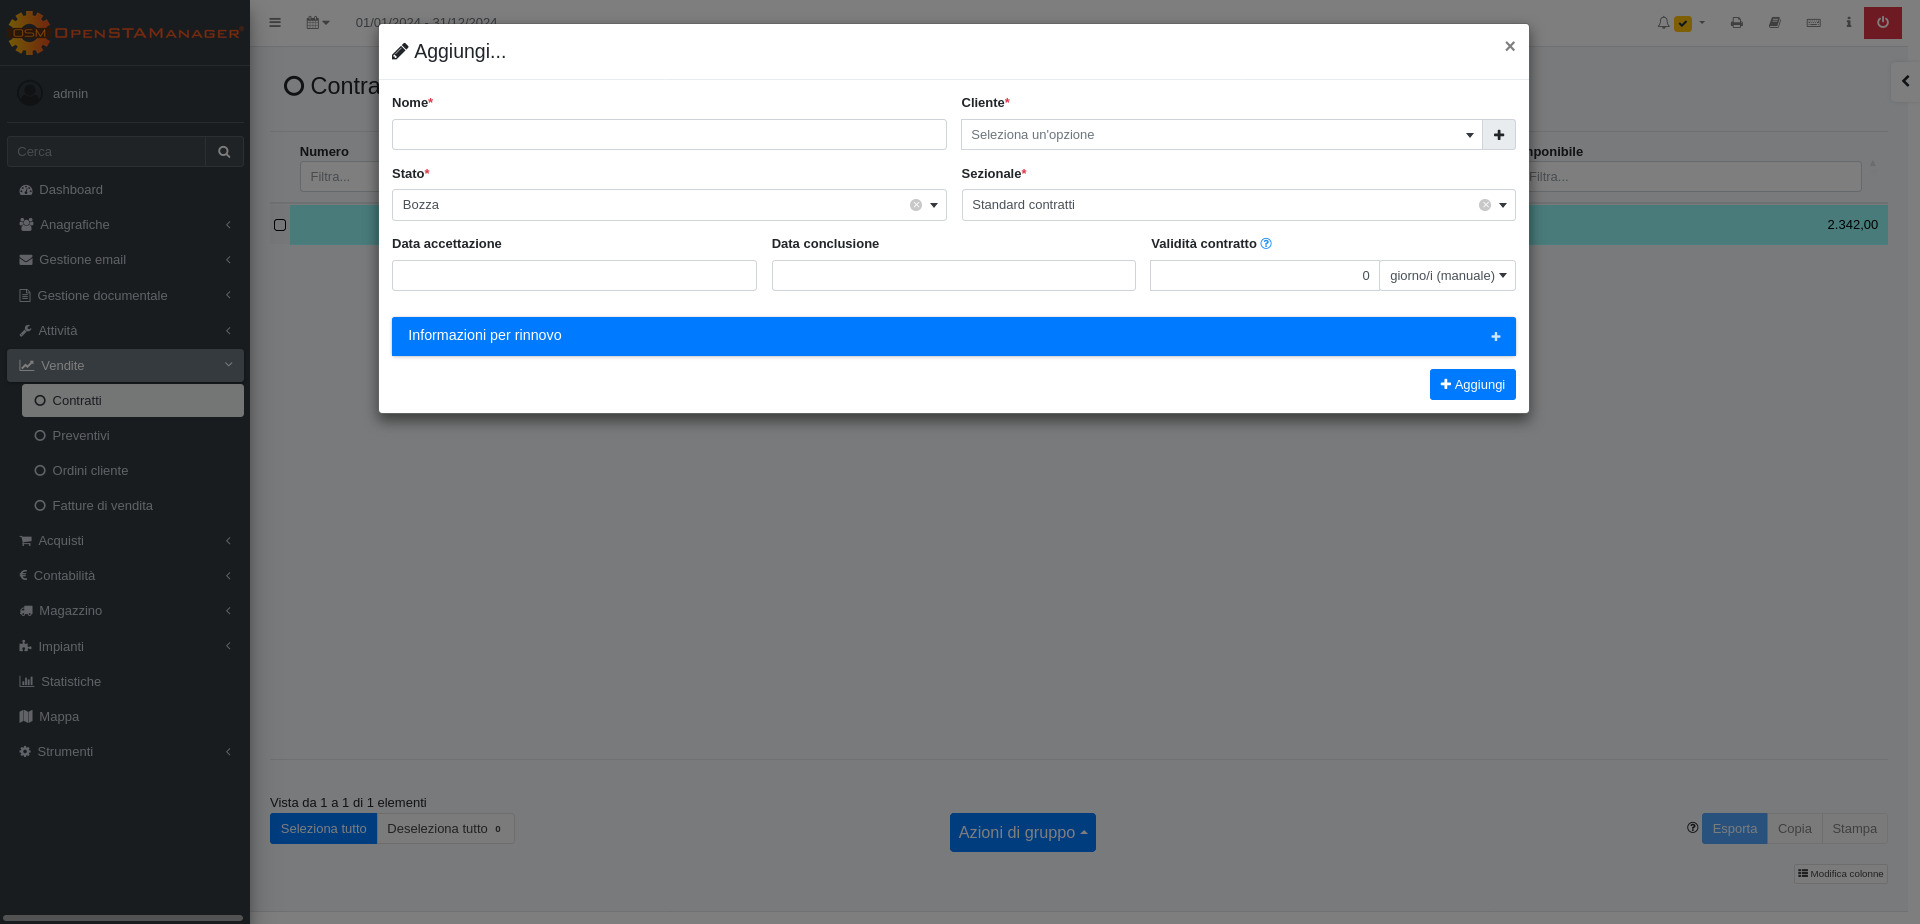 OSM OpenSTAManager
01/01/2024 - 31/12/2024
Aggiungi...
×
admin
Contra
Nome*
Cliente*
Seleziona un'opzione
Cerca
Numero
mponibile
Filtra...
Filtra...
Stato*
Sezionale*
Dashboard
Bozza
Standard contratti
Anagrafiche
2.342,00
Data accettazione
Data conclusione
Validità contratto
Gestione email
0
giorno/i (manuale)
Gestione documentale
Attività
Informazioni per rinnovo
Vendite
Aggiungi
Contratti
Preventivi
Ordini cliente
Fatture di vendita
Acquisti
Contabilità
Magazzino
Impianti
Statistiche
Mappa
Strumenti
Vista da 1 a 1 di 1 elementi
Seleziona tutto
Deseleziona tutto 0
Azioni di gruppo
Esporta
Copia
Stampa
Modifica colonne